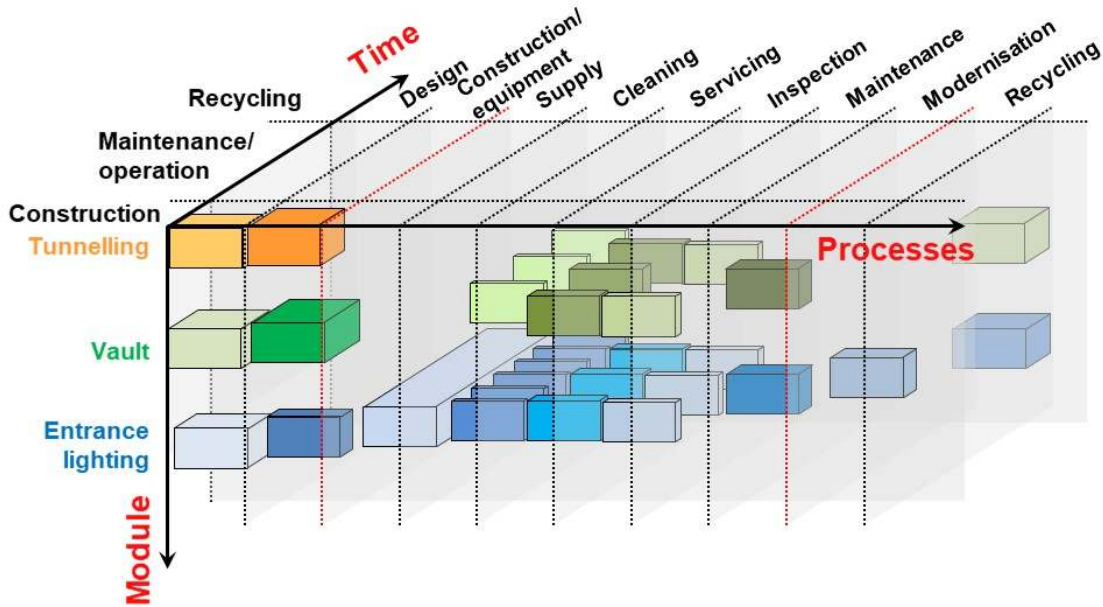 Time
Design
Construction/
equipment
Supply
Cleaning
Servicing
Inspection
Maintenance
Modernisation
Recycling
Recycling
Maintenance/
operation
Construction
Tunnelling
Processes
Vault
Entrance
lighting
Module